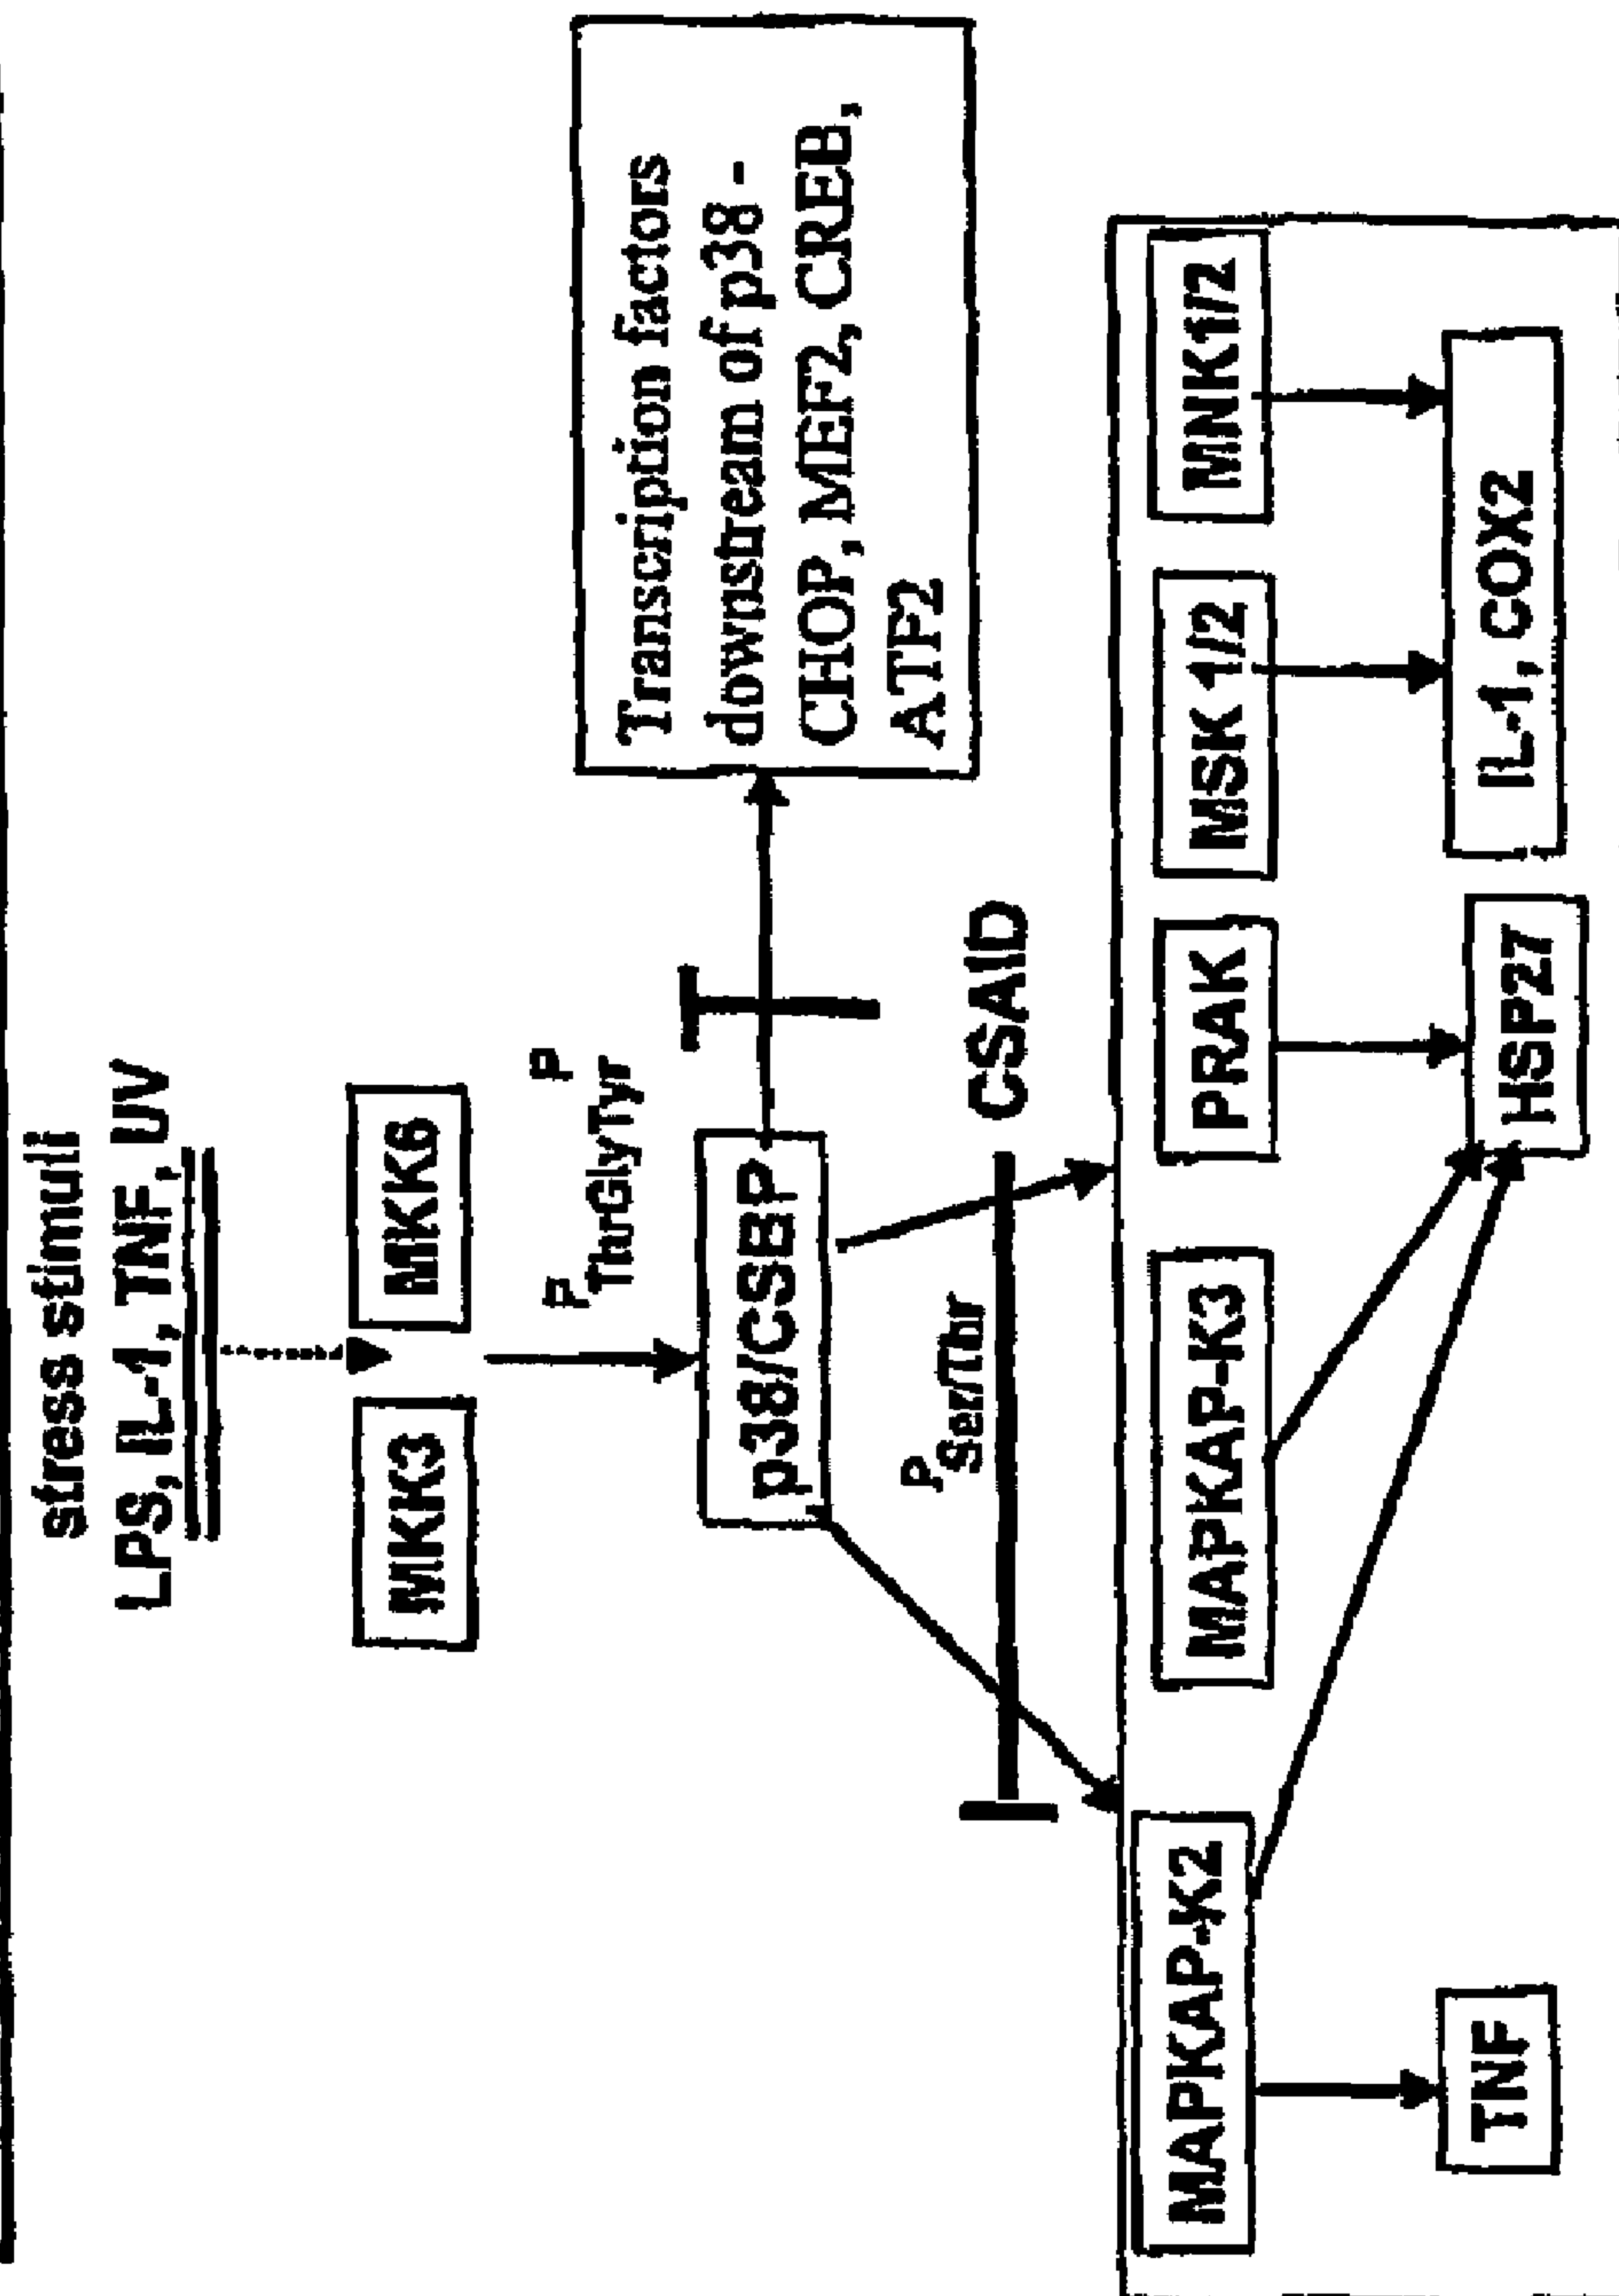 stress stimuli
LPS, IL-1, TNF, UV
MKK3
MKK6
P P
ThrGlyTyr
p38/CSBP
Transcription factors
downstream of p38 -
CHOP, MEF2, CREB,
ATF2
P
Ser/Thr
CSAID
MAPKAP-K2
MAPKAP-K3
PRAK
MSK 1/2
MNK1/2
TNF
HSP27
IL-1, COX2